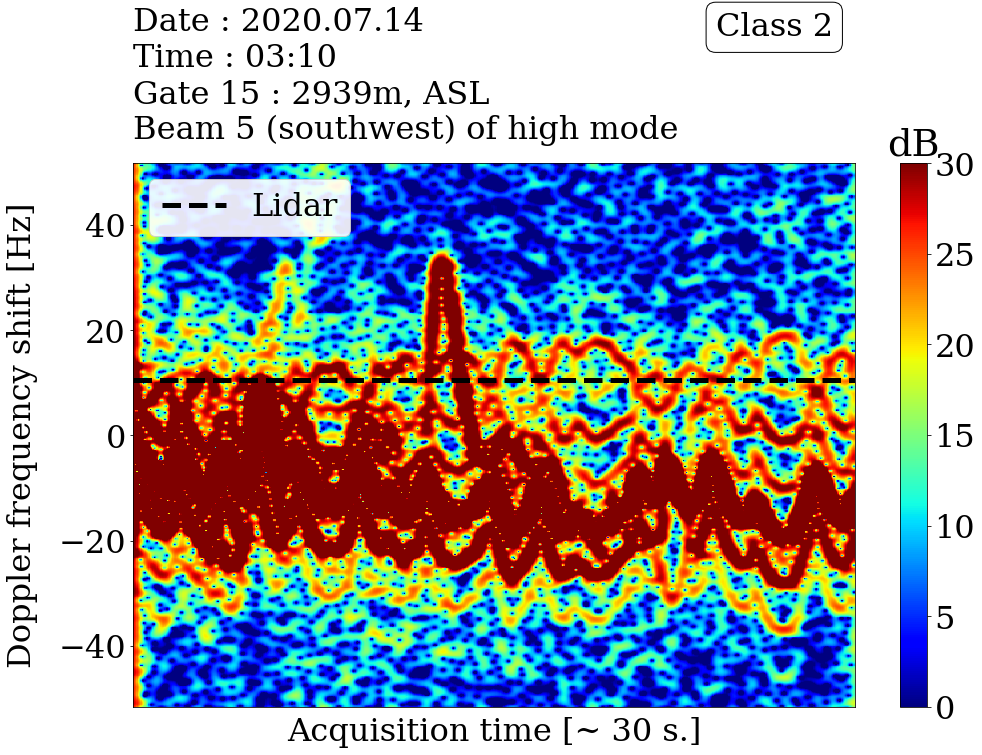 Date : 2020.07.14
Time : 03:10
Gate 15 : 2939m, ASL
Beam 5 (southwest) of high mode
Class 2
dB
Lidar
Doppler frequency shift [Hz]
40
20
0
−20
−40
30
25
20
15
10
5
0
Acquisition time [~ 30 s.]